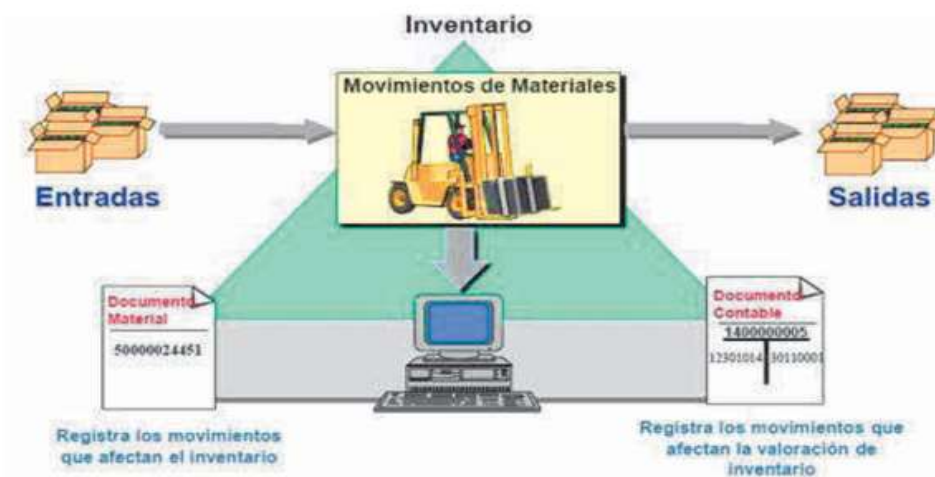 Inventario
Movimientos de Materiales
Entradas
Salidas
Documento
Material
50000024451
Documento
Contable
1400000005
12301014 30110001
Registra los movimientos
que afectan el inventario
Registra los movimientos que
afectan la valoración de
inventario